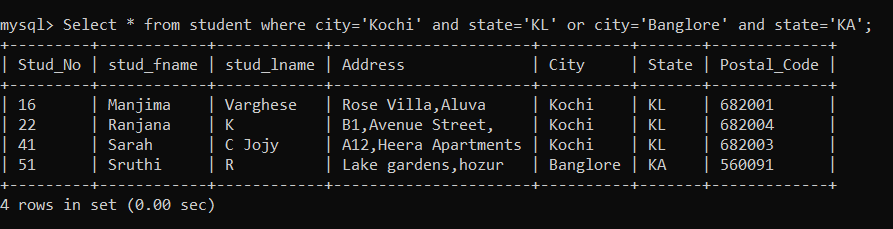 mysql> Select * from student where city='Kochi' and state='KL' or city='Banglore' and state='KA';
+---------+------------+------------+----------------------+----------+-------+-------------+
| Stud_No | stud_fname | stud_lname | Address              | City     | State | Postal_Code |
+---------+------------+------------+----------------------+----------+-------+-------------+
| 16      | Manjima    | Varghese   | Rose Villa,Aluva     | Kochi    | KL    | 682001      |
| 22      | Ranjana    | K          | B1,Avenue Street,    | Kochi    | KL    | 682004      |
| 41      | Sarah      | C Jojy     | A12,Heera Apartments | Kochi    | KL    | 682003      |
| 51      | Sruthi     | R          | Lake gardens,hozur   | Banglore | KA    | 560091      |
+---------+------------+------------+----------------------+----------+-------+-------------+
4 rows in set (0.00 sec)